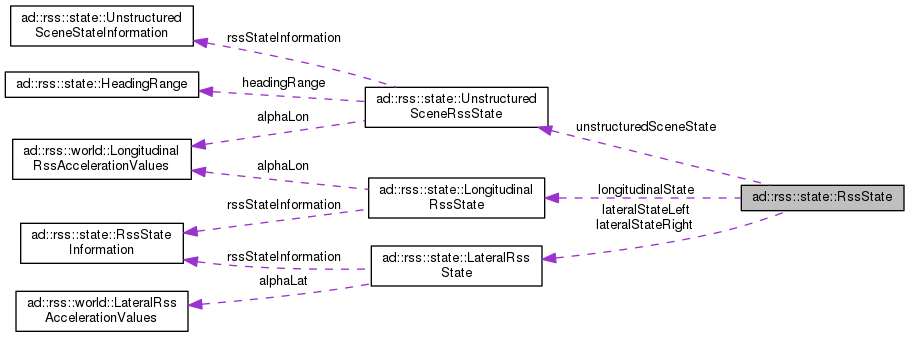 ad::rss::state::Unstructured
SceneStateInformation
rssStateInformation
ad::rss::state::HeadingRange
headingRange
ad::rss::state::Unstructured
SceneRssState
alphaLon
unstructuredSceneState
ad::rss::world::Longitudinal
RssAccelerationValues
alphaLon
ad::rss::state::Longitudinal
RssState
longitudinalState
ad::rss::state::RssState
rssStateInformation
lateralStateLeft
lateralStateRight
ad::rss::state::RssState
Information
rssStateInformation
ad::rss::state::LateralRss
State
alphaLat
ad::rss::world::LateralRss
AccelerationValues